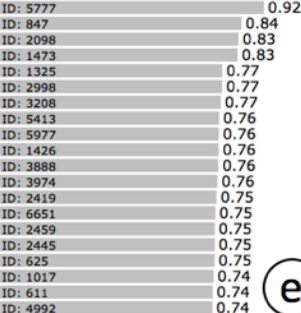 ID: 5777 0.92
ID: 847 0.84
ID: 2098 0.83
ID: 1473 0.83
ID: 1325 0.77
ID: 2998 0.77
ID: 3208 0.77
ID: 5413 0.76
ID: 5977 0.76
ID: 1426 0.76
ID: 3888 0.76
ID: 3974 0.76
ID: 2419 0.75
ID: 6651 0.75
ID: 2459 0.75
ID: 2445 0.75
ID: 625 0.75
ID: 1017 0.74
ID: 611 0.74
ID: 4992 0.74
e